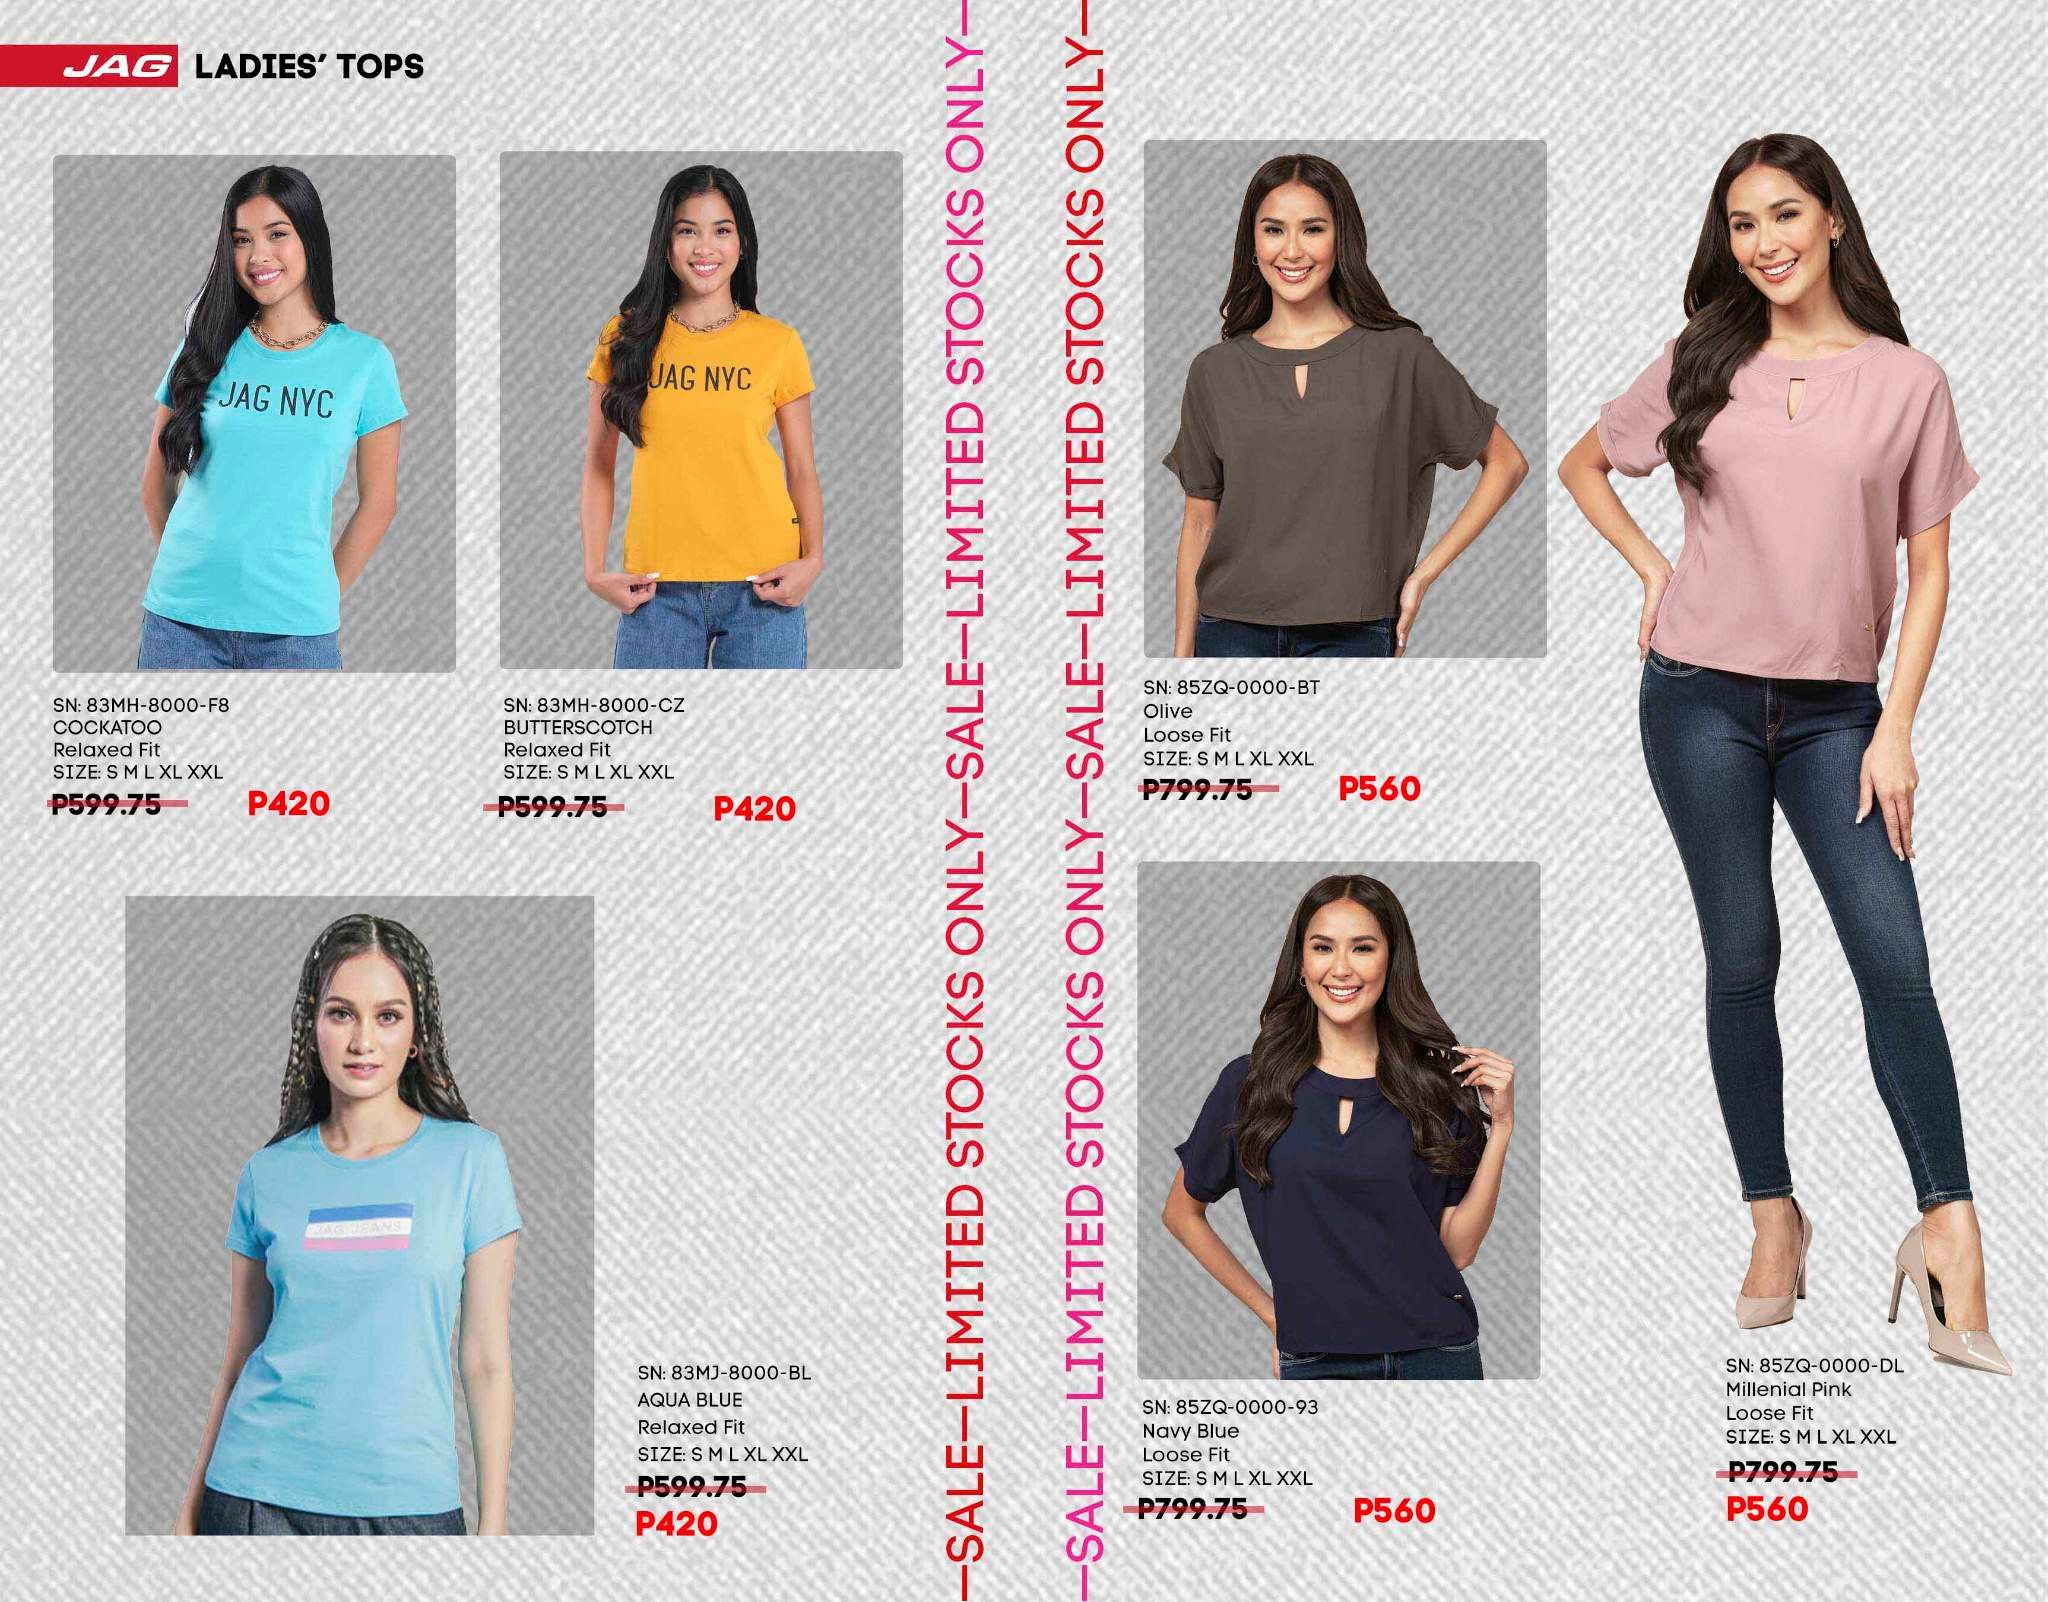 JAG LADIES’ TOPS
JAG NYC
JAG NYC
SN: 83MH-8000-F8
COCKATOO
Relaxed Fit
SIZE: S M L XL XXL
P599.75 P420
SN: 83MH-8000-CZ
BUTTERSCOTCH
Relaxed Fit
SIZE: S M L XL XXL
P599.75 P420
JAG JEANS
SN: 83MJ-8000-BL
AQUA BLUE
Relaxed Fit
SIZE: S M L XL XXL
P599.75
P420
—SALE—LIMITED STOCKS ONLY—SALE—LIMITED STOCKS ONLY—
—SALE—LIMITED STOCKS ONLY—SALE—LIMITED STOCKS ONLY—
SN: 85ZQ-0000-BT
Olive
Loose Fit
SIZE: S M L XL XXL
P799.75 P560
SN: 85ZQ-0000-93
Navy Blue
Loose Fit
SIZE: S M L XL XXL
P799.75 P560
SN: 85ZQ-0000-DL
Millenial Pink
Loose Fit
SIZE: S M L XL XXL
P799.75
P560